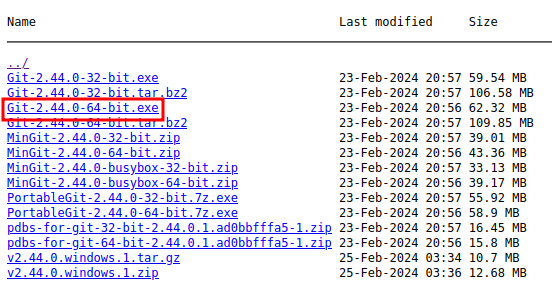 Name Last modified Size
../
Git-2.44.0-32-bit.exe 23-Feb-2024 20:57 59.54 MB
Git-2.44.0-32-bit.tar.bz2 23-Feb-2024 20:57 106.58 MB
Git-2.44.0-64-bit.exe 23-Feb-2024 20:56 62.32 MB
Git-2.44.0-64-bit.tar.bz2 23-Feb-2024 20:57 109.85 MB
MinGit-2.44.0-32-bit.zip 23-Feb-2024 20:57 39.01 MB
MinGit-2.44.0-64-bit.zip 23-Feb-2024 20:56 43.36 MB
MinGit-2.44.0-busybox-32-bit.zip 23-Feb-2024 20:57 33.13 MB
MinGit-2.44.0-busybox-64-bit.zip 23-Feb-2024 20:56 39.17 MB
PortableGit-2.44.0-32-bit.7z.exe 23-Feb-2024 20:57 55.92 MB
PortableGit-2.44.0-64-bit.7z.exe 23-Feb-2024 20:56 58.9 MB
pdbs-for-git-32-bit-2.44.0.1.ad0bbfffa5-1.zip 23-Feb-2024 20:57 16.45 MB
pdbs-for-git-64-bit-2.44.0.1.ad0bbfffa5-1.zip 23-Feb-2024 20:56 15.8 MB
v2.44.0.windows.1.tar.gz 25-Feb-2024 03:34 10.7 MB
v2.44.0.windows.1.zip 25-Feb-2024 03:36 12.68 MB